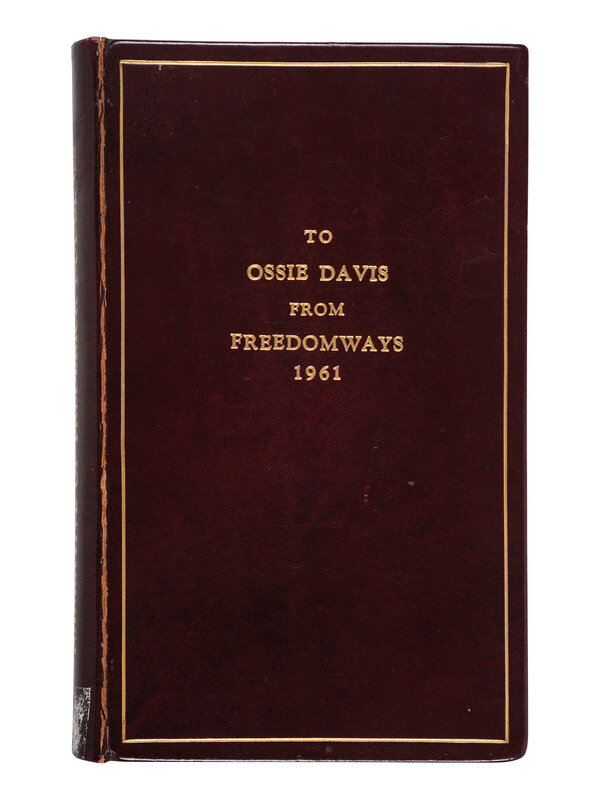 TO
OSSIE DAVIS
FROM
FREEDOMWAYS
1961